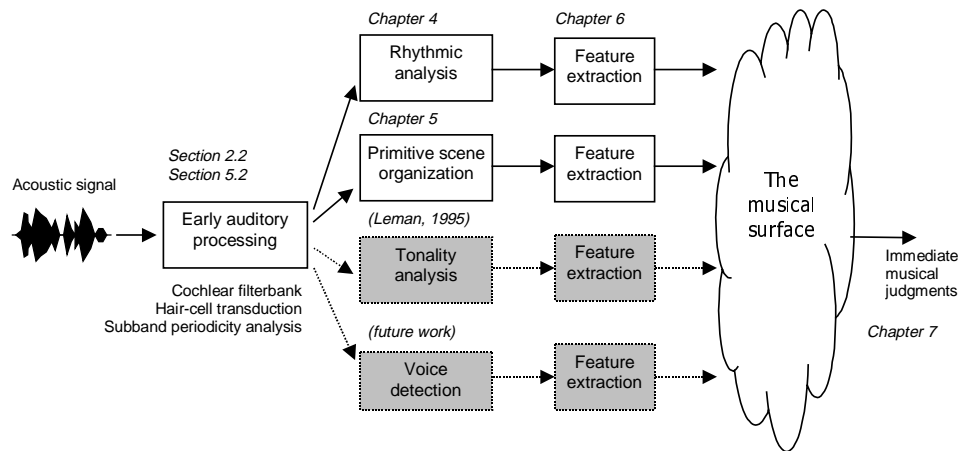 Chapter 4
Chapter 6
Rhythmic
analysis
Feature
extraction
Chapter 5
Section 2.2
Section 5.2
Primitive scene
organization
Feature
extraction
Acoustic signal
Early auditory
processing
The
musical
surface
(Leman, 1995)
Tonality
analysis
Feature
extraction
Immediate
musical
judgments
Cochlear filterbank
Hair-cell transduction
Subband periodicity analysis
(future work)
Chapter 7
Voice
detection
Feature
extraction